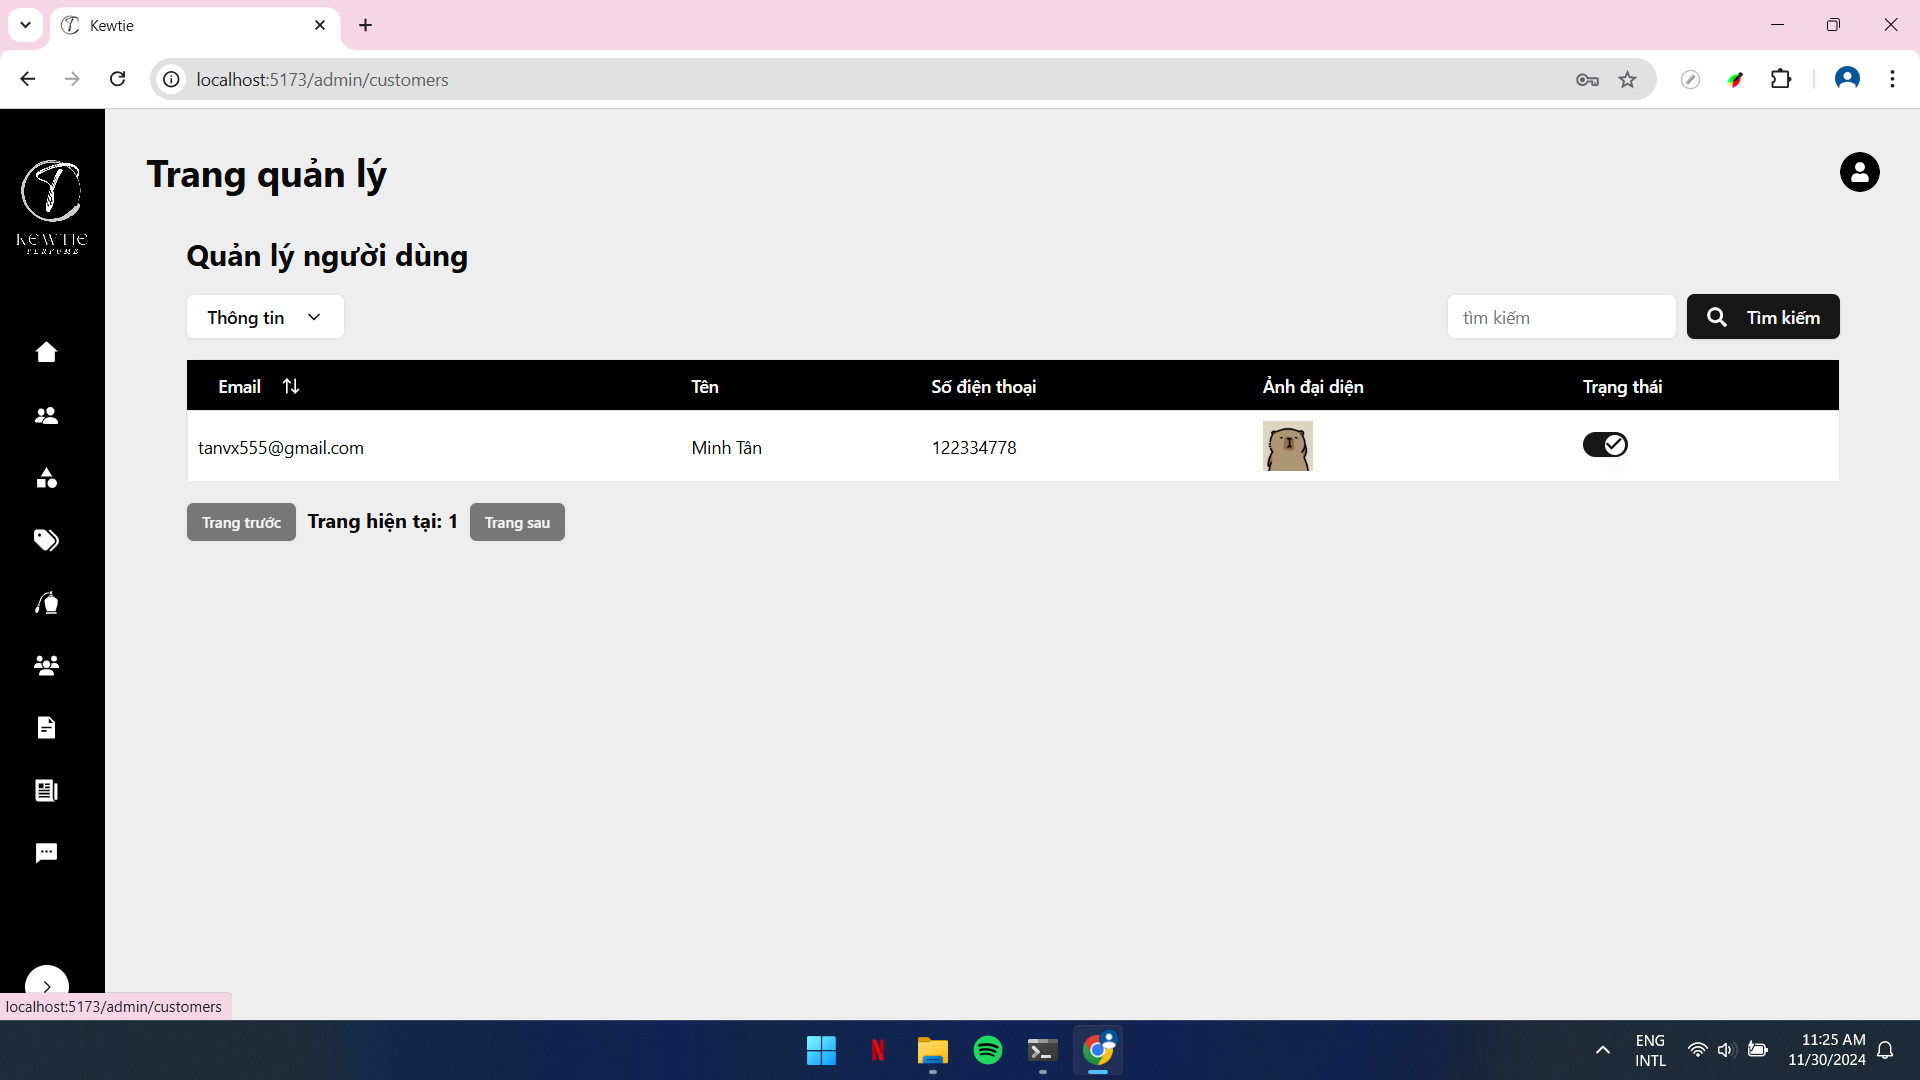 Kewtie
localhost:5173/admin/customers
KEWTIE
PERFUME
Trang quản lý
Quản lý người dùng
Thông tin
tìm kiếm
Tìm kiếm
Email Tên Số điện thoại Ảnh đại diện Trạng thái
tanvx555@gmail.com Minh Tân 122334778
Trang trước Trang hiện tại: 1 Trang sau
localhost:5173/admin/customers
ENG
INTL
11:25 AM
11/30/2024